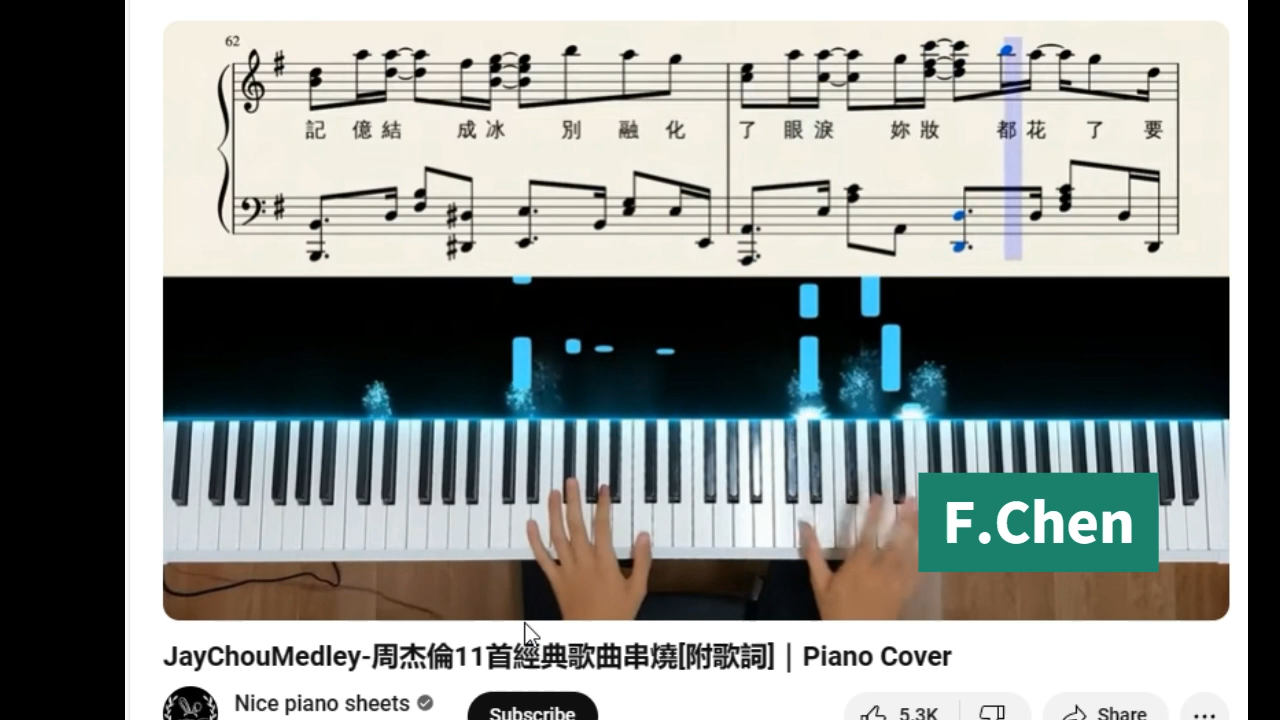 62
記 億 結 成 冰 別 融 化 了 眼 淚 妳 妝 都 花 了 要
F.Chen
JayChouMedley-周杰倫11首經典歌曲串燒[附歌詞]｜Piano Cover
Nice piano sheets
Subscribe
5.3K
Share